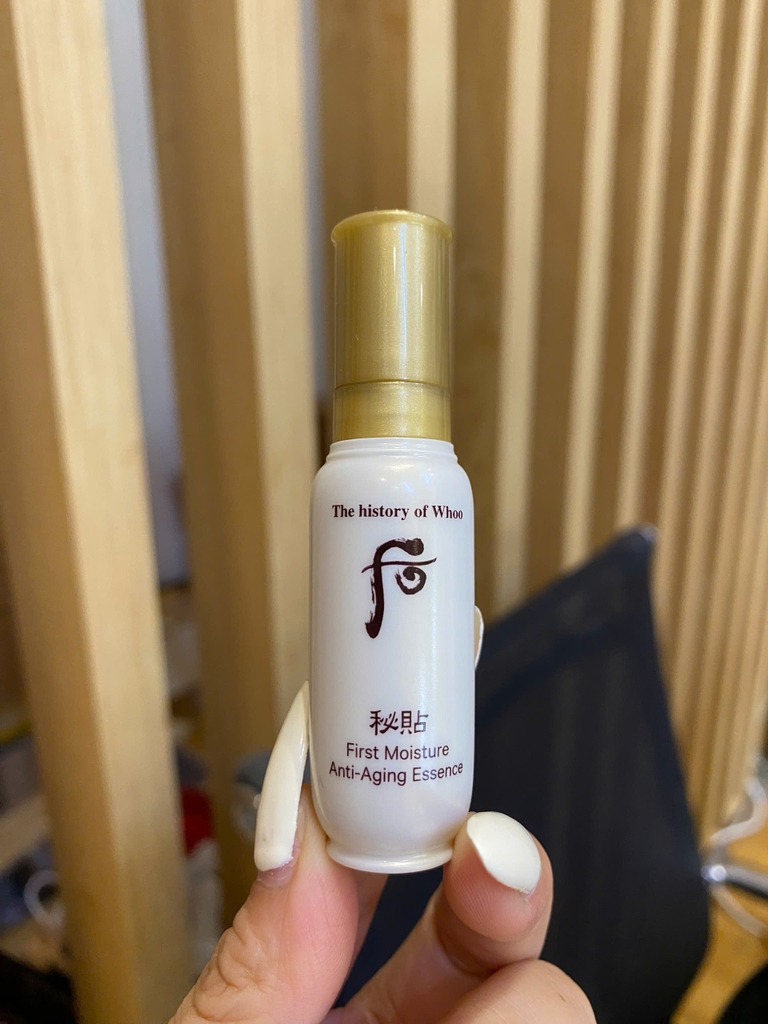 The history of Whoo
秘貼
First Moisture
Anti-Aging Essence